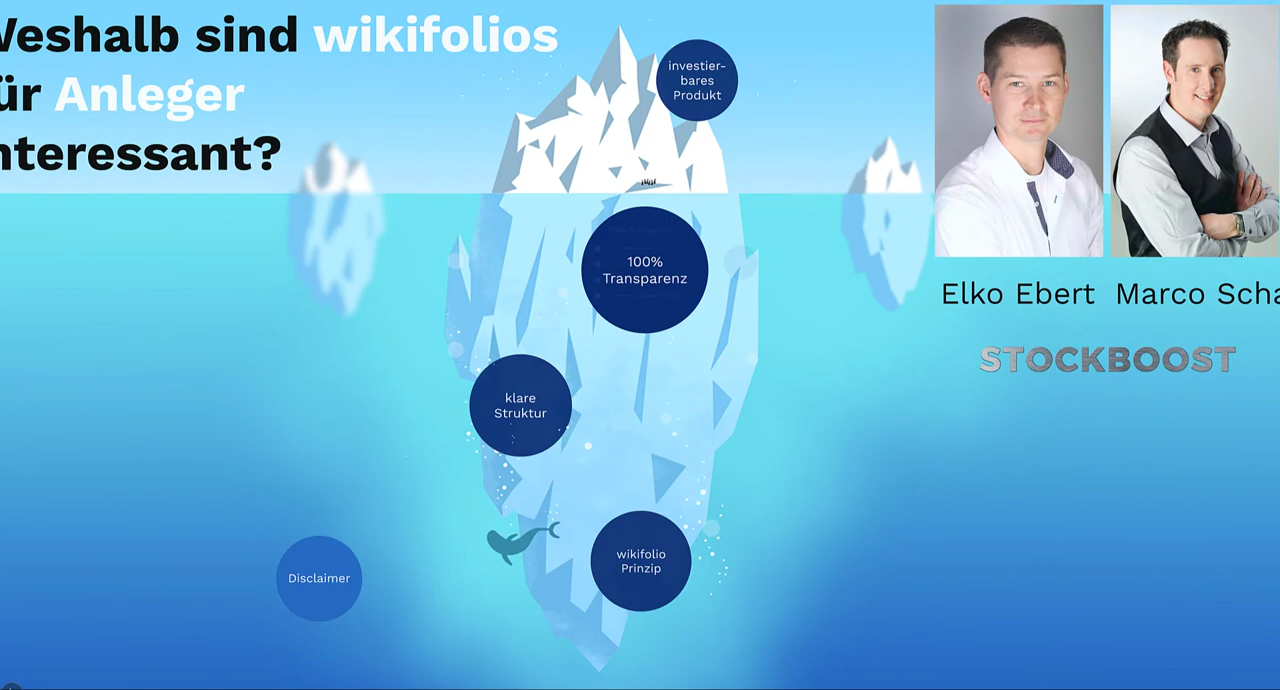 Weshalb sind wikifolios
ür Anleger
nteressant?
investier-
bares
Produkt
100%
Transparenz
klare
Struktur
wikifolio
Prinzip
Disclaimer
Elko Ebert
Marco Scha
STOCKBOOST